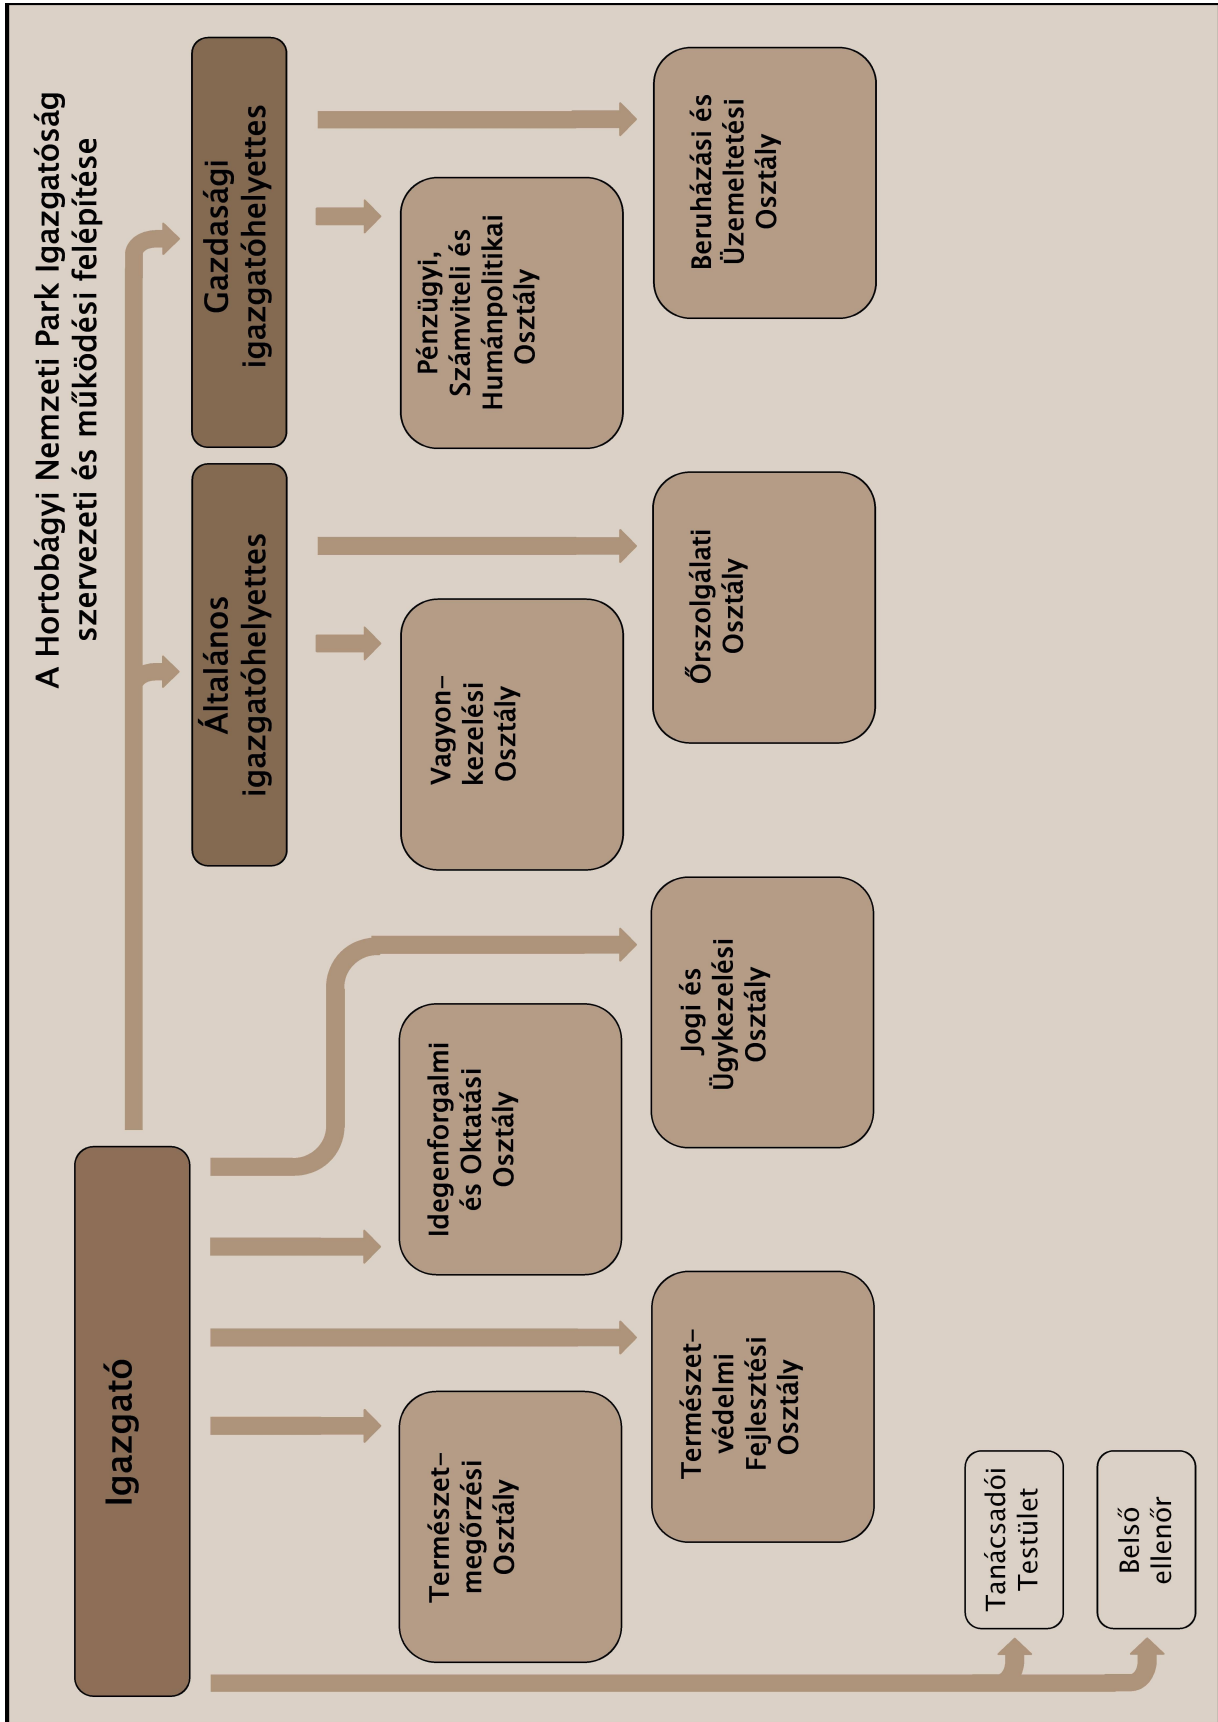 A Hortobágyi Nemzeti Park Igazgatóság
szervezeti és működési felépítése
Igazgató
Általános
igazgatóhelyettes
Gazdasági
igazgatóhelyettes
Természet–
megőrzési
Osztály
Idegenforgalmi
és Oktatási
Osztály
Vagyon–
kezelési
Osztály
Pénzügyi,
Számviteli és
Humánpolitikai
Osztály
Természet–
védelmi
Fejlesztési
Osztály
Jogi és
Ügykezelési
Osztály
Őrszolgálati
Osztály
Beruházási és
Üzemeltetési
Osztály
Tanácsadói
Testület
Belső
ellenőr